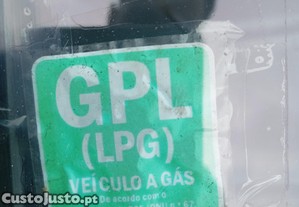 GPL
(LPG)
VEÍCULO A GÁS
De acordo com o
CustoJusto.pt